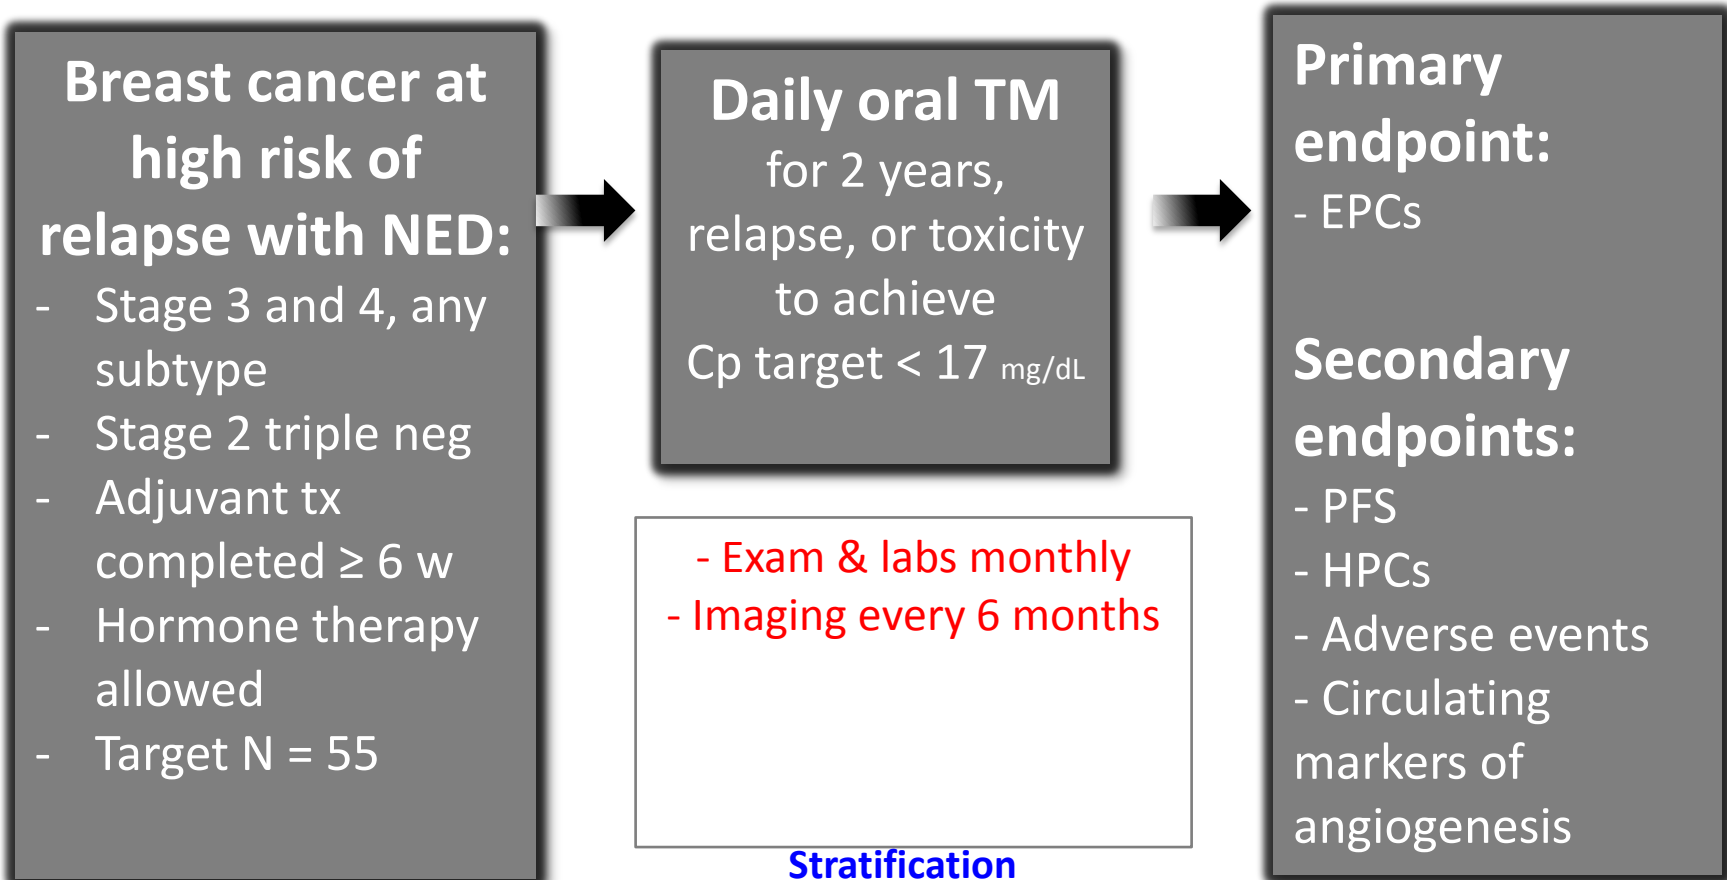 Breast cancer at
high risk of
relapse with NED:
- Stage 3 and 4, any
subtype
- Stage 2 triple neg
- Adjuvant tx
completed ≥ 6 w
- Hormone therapy
allowed
- Target N = 55
Daily oral TM
for 2 years,
relapse, or toxicity
to achieve
Cp target < 17 mg/dL
- Exam & labs monthly
- Imaging every 6 months
Stratification
Primary
endpoint:
- EPCs
Secondary
endpoints:
- PFS
- HPCs
- Adverse events
- Circulating
markers of
angiogenesis